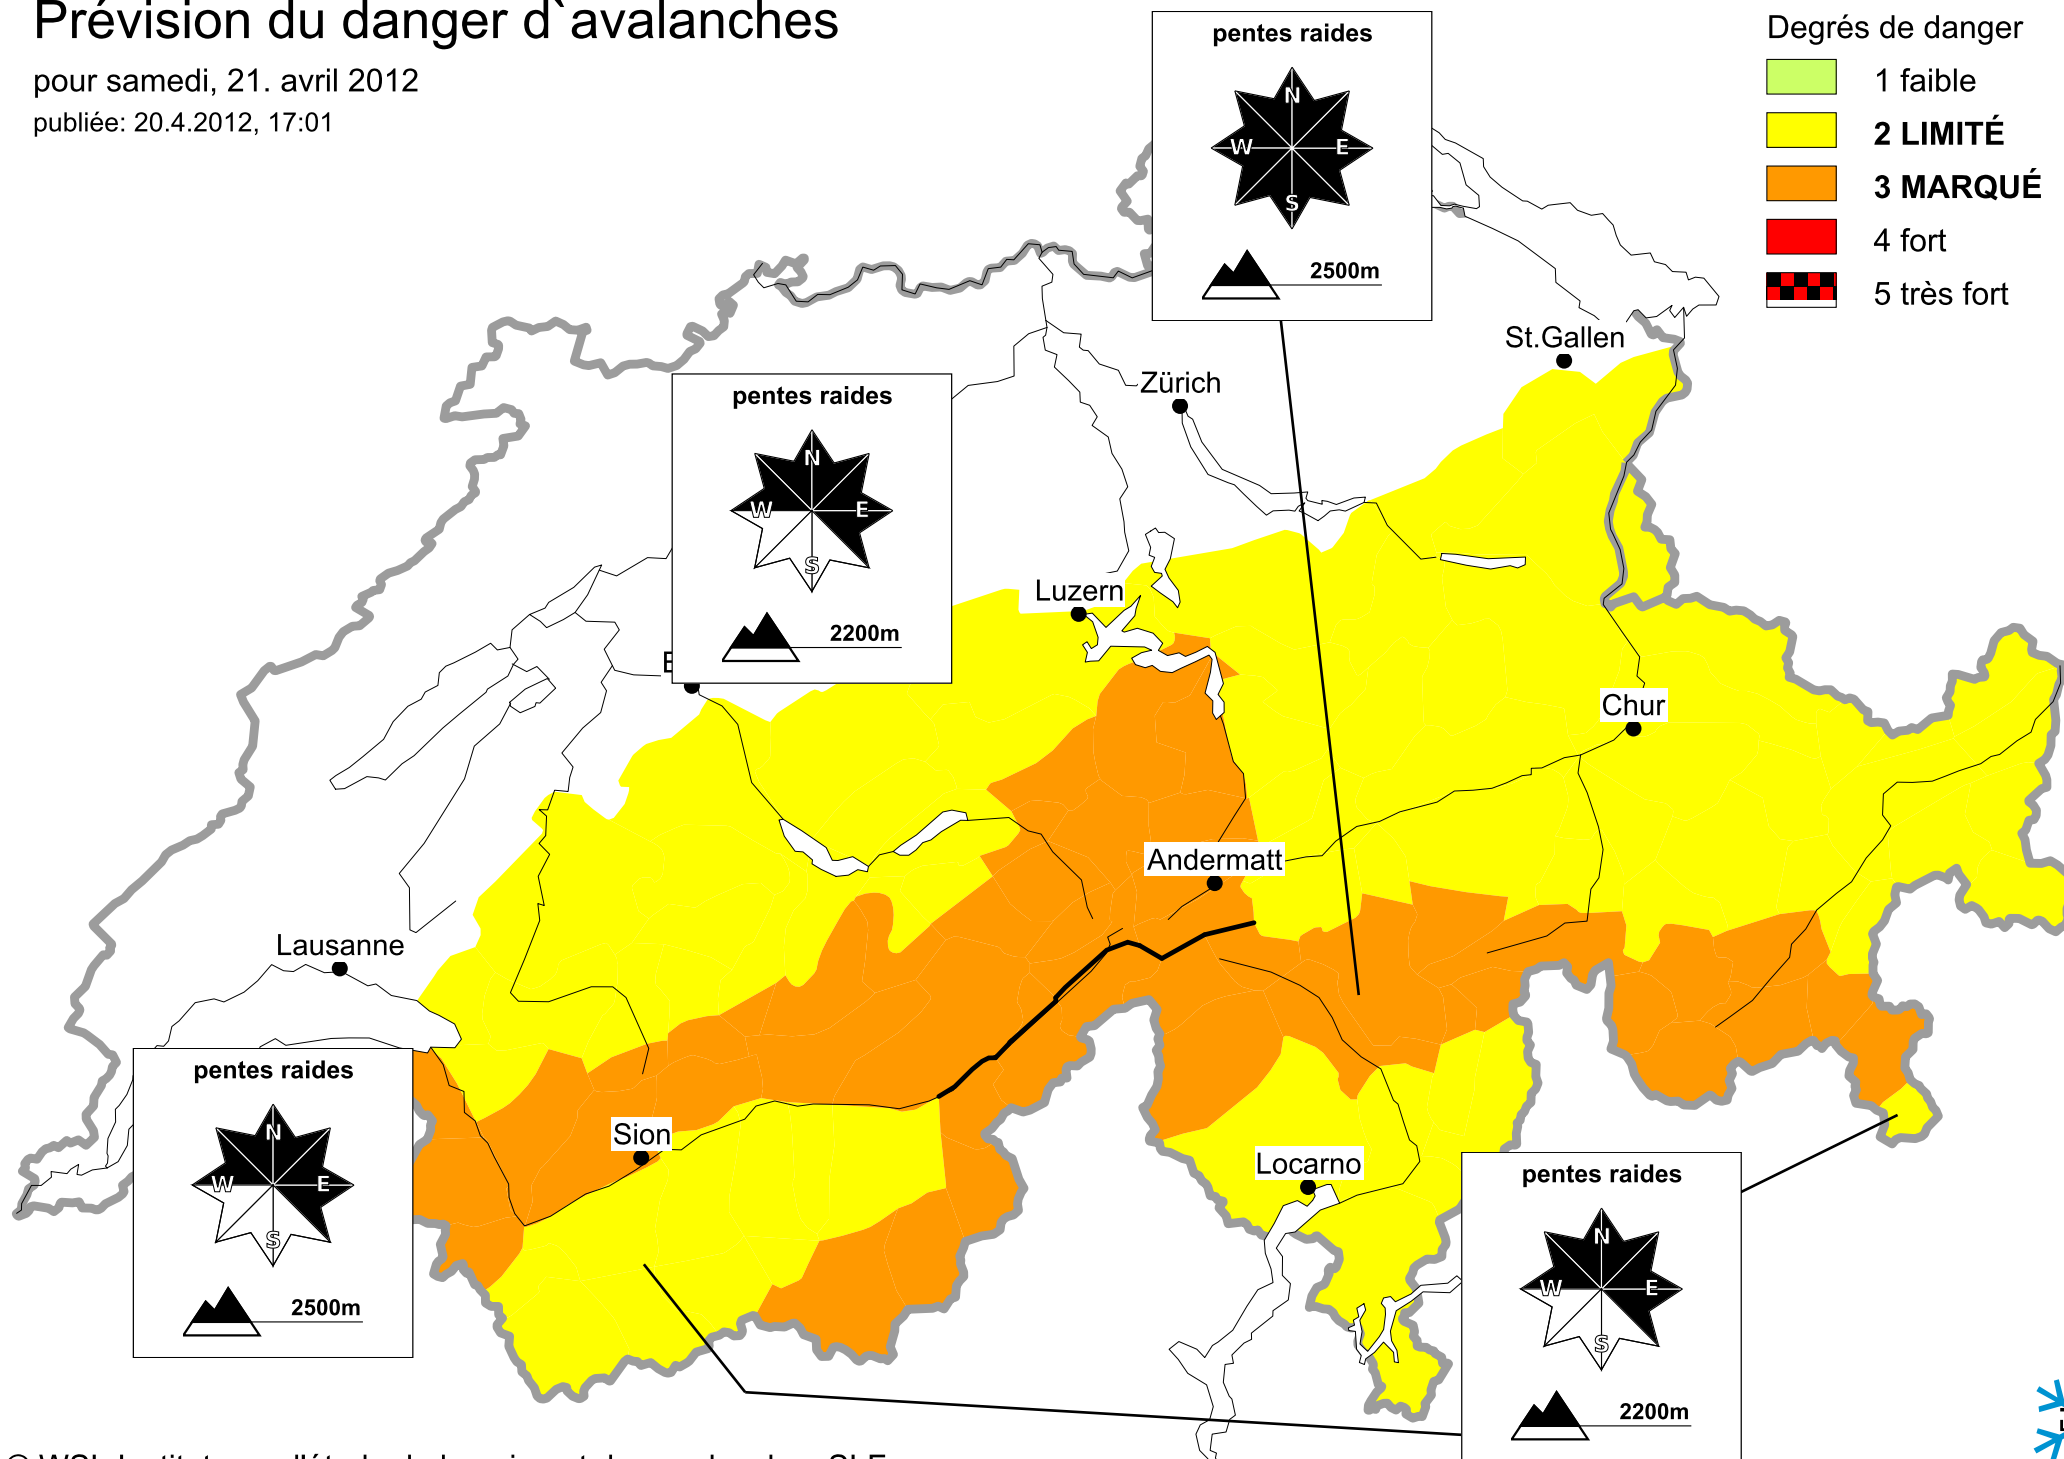 Prévision du danger d`avalanches
pour samedi, 21. avril 2012
publiée: 20.4.2012, 17:01
Degrés de danger
1 faible
2 LIMITÉ
3 MARQUÉ
4 fort
5 très fort
pentes raides
N
W E
S
2500m
St.Gallen
Zürich
pentes raides
N
W E
S
2200m
Luzern
Chur
Andermatt
Lausanne
pentes raides
N
W E
S
2500m
Sion
Locarno
pentes raides
N
W E
S
2200m